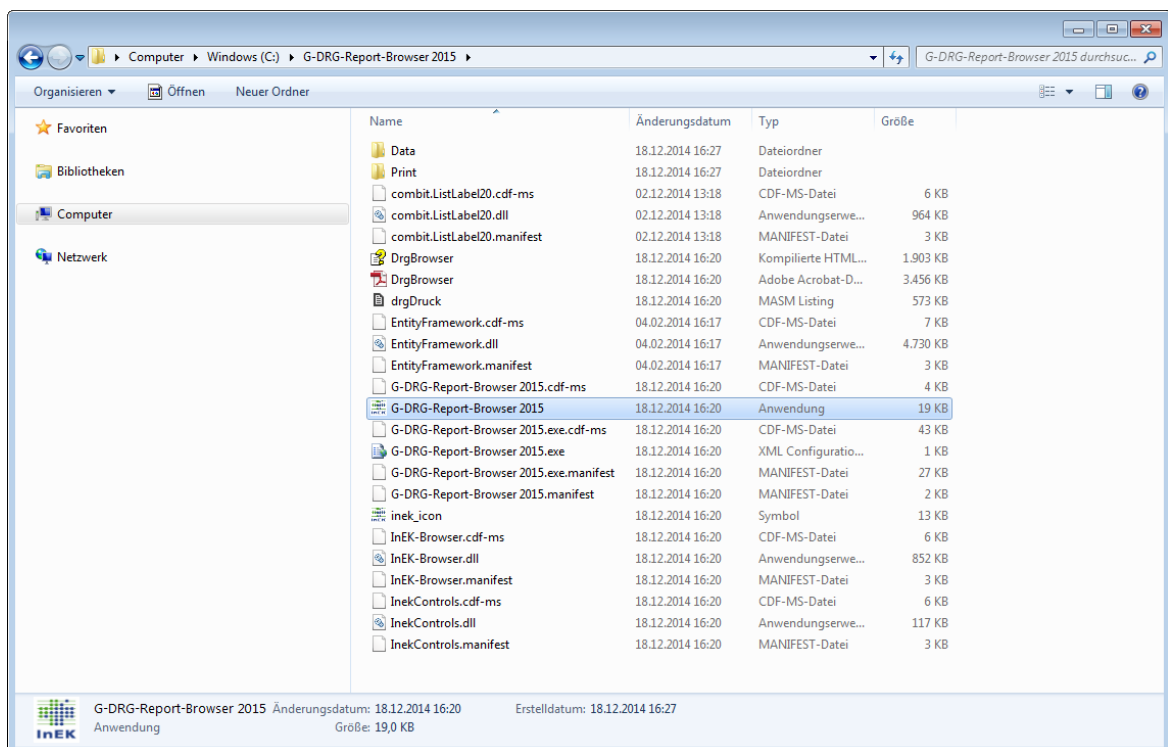 Computer Windows (C:) G-DRG-Report-Browser 2015 G-DRG-Report-Browser 2015 durchsuc...
Organisieren Öffnen Neuer Ordner
Favoriten
Bibliotheken
Computer
Netzwerk
Name Änderungsdatum Typ Größe
Data 18.12.2014 16:27 Dateiordner
Print 18.12.2014 16:27 Dateiordner
combit.ListLabel20.cdf-ms 02.12.2014 13:18 CDF-MS-Datei 6 KB
combit.ListLabel20.dll 02.12.2014 13:18 Anwendungserwe... 964 KB
combit.ListLabel20.manifest 02.12.2014 13:18 MANIFEST-Datei 3 KB
DrgBrowser 18.12.2014 16:20 Kompilierte HTML... 1.903 KB
DrgBrowser 18.12.2014 16:20 Adobe Acrobat-D... 3.456 KB
drgDruck 18.12.2014 16:20 MASM Listing 573 KB
EntityFramework.cdf-ms 04.02.2014 16:17 CDF-MS-Datei 7 KB
EntityFramework.dll 04.02.2014 16:17 Anwendungserwe... 4.730 KB
EntityFramework.manifest 04.02.2014 16:17 MANIFEST-Datei 3 KB
G-DRG-Report-Browser 2015.cdf-ms 18.12.2014 16:20 CDF-MS-Datei 4 KB
G-DRG-Report-Browser 2015 18.12.2014 16:20 Anwendung 19 KB
G-DRG-Report-Browser 2015.exe.cdf-ms 18.12.2014 16:20 CDF-MS-Datei 43 KB
G-DRG-Report-Browser 2015.exe 18.12.2014 16:20 XML Configuratio... 1 KB
G-DRG-Report-Browser 2015.exe.manifest 18.12.2014 16:20 MANIFEST-Datei 27 KB
G-DRG-Report-Browser 2015.manifest 18.12.2014 16:20 MANIFEST-Datei 2 KB
inek_icon 18.12.2014 16:20 Symbol 13 KB
InEK-Browser.cdf-ms 18.12.2014 16:20 CDF-MS-Datei 6 KB
InEK-Browser.dll 18.12.2014 16:20 Anwendungserwe... 852 KB
InEK-Browser.manifest 18.12.2014 16:20 MANIFEST-Datei 3 KB
InekControls.cdf-ms 18.12.2014 16:20 CDF-MS-Datei 6 KB
InekControls.dll 18.12.2014 16:20 Anwendungserwe... 117 KB
InekControls.manifest 18.12.2014 16:20 MANIFEST-Datei 3 KB
G-DRG-Report-Browser 2015 Änderungsdatum: 18.12.2014 16:20 Erstelldatum: 18.12.2014 16:27
Anwendung Größe: 19,0 KB
InEK